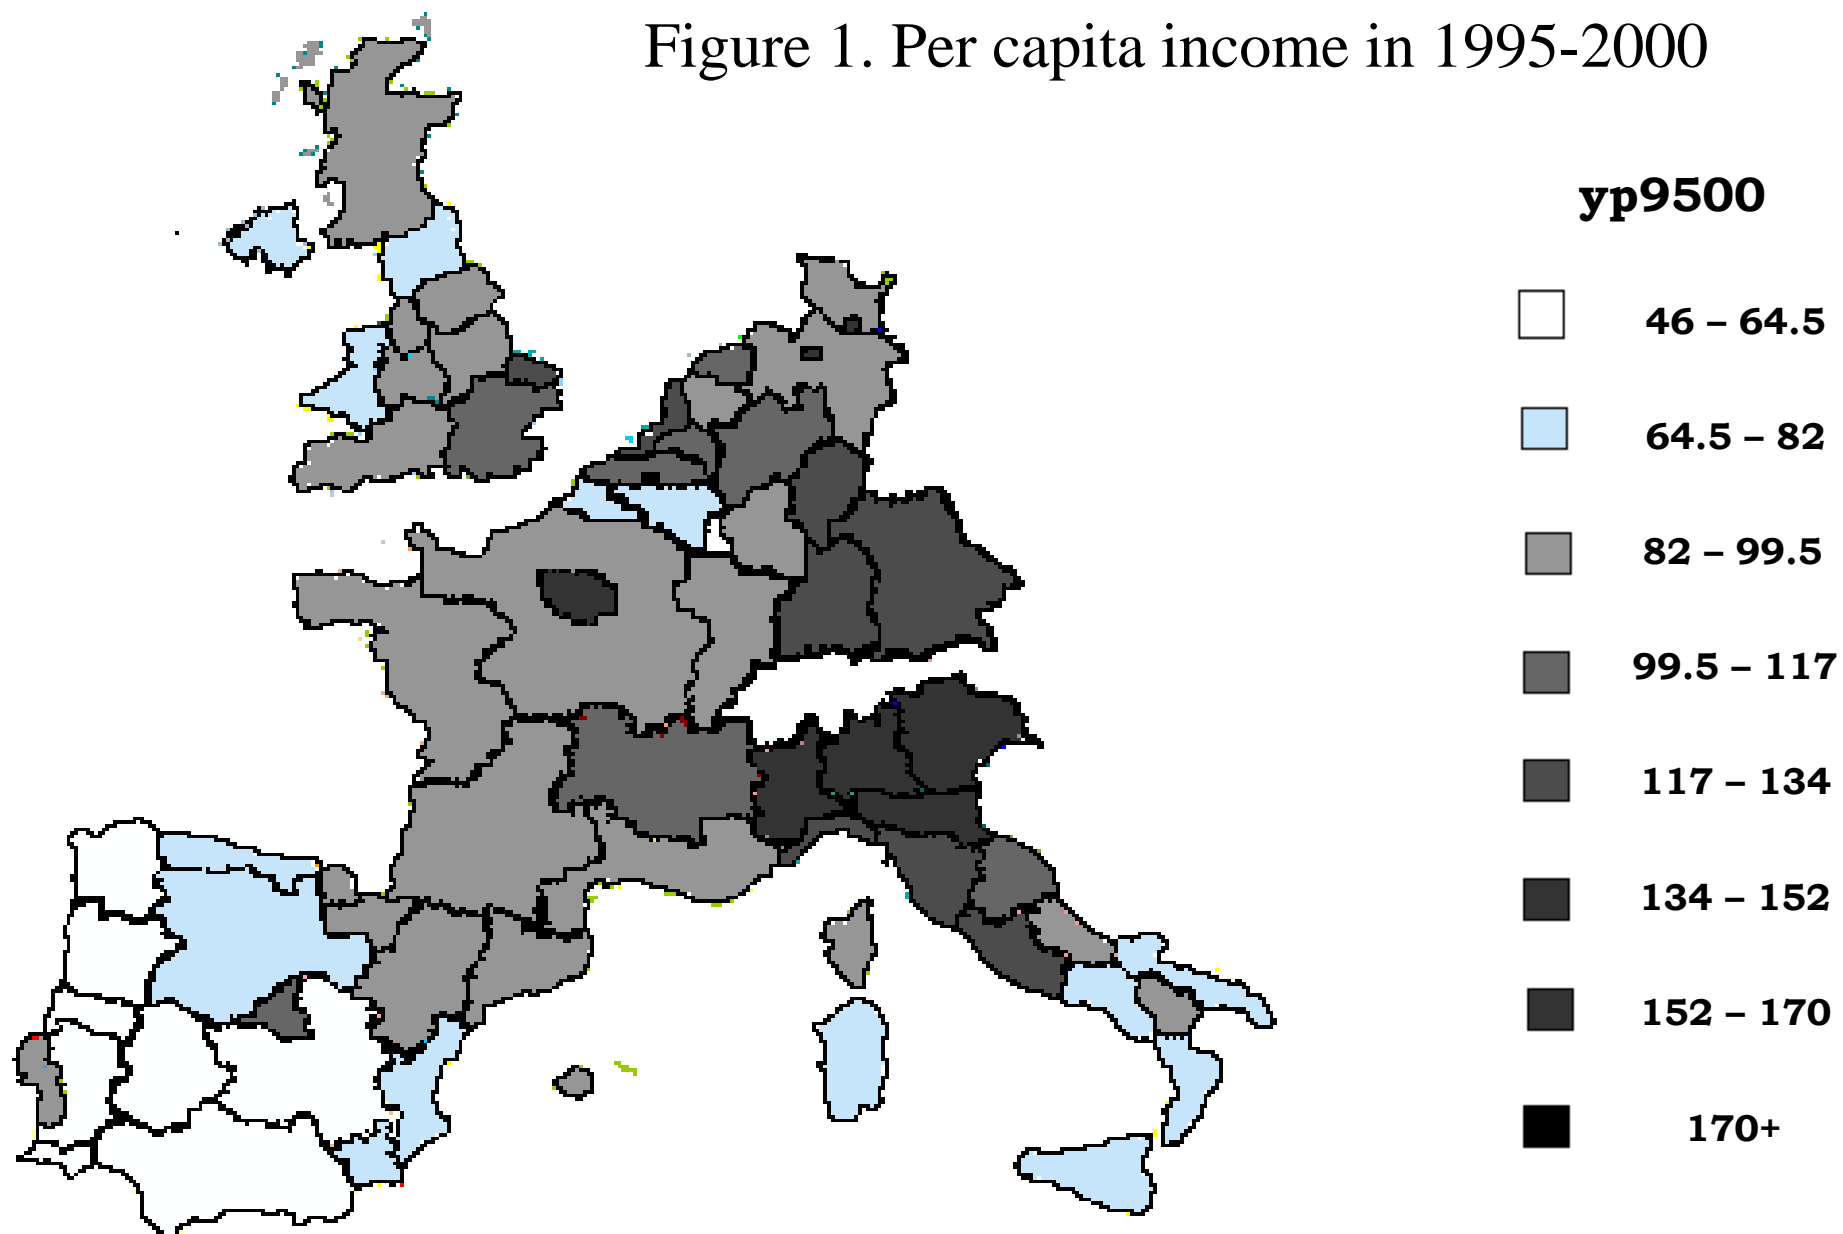 Figure 1. Per capita income in 1995-2000
yp9500
46 – 64.5
64.5 – 82
82 – 99.5
99.5 – 117
117 – 134
134 – 152
152 – 170
170+